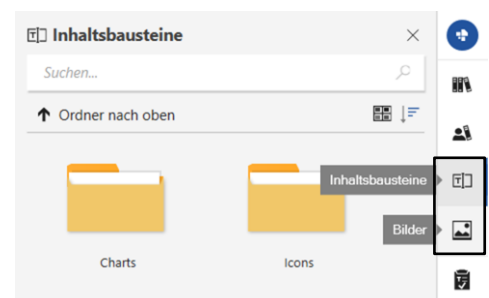 Inhaltsbausteine
Suchen...
Ordner nach oben
Inhaltsbausteine
Bilder
Charts
Icons